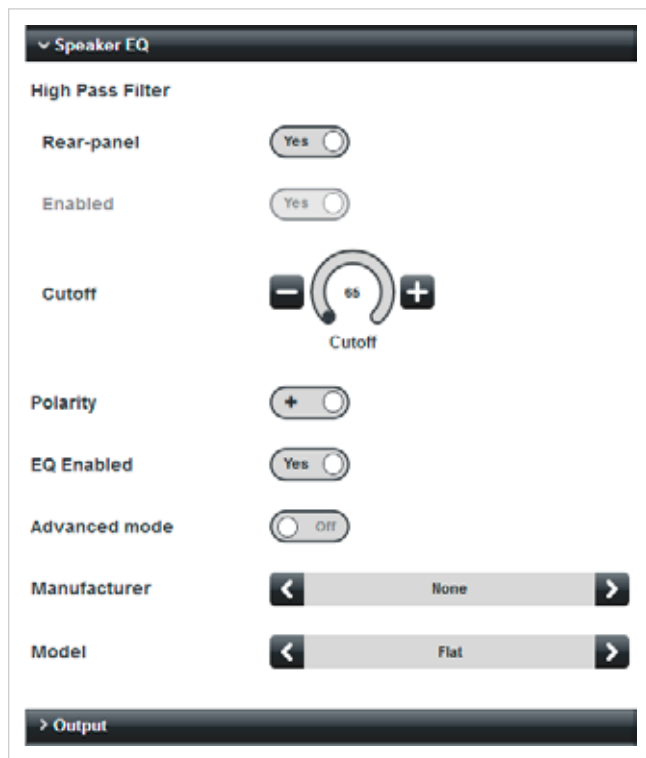 Speaker EQ
High Pass Filter
Rear-panel Yes
Enabled Yes
Cutoff 65
Cutoff
Polarity +
EQ Enabled Yes
Advanced mode Off
Manufacturer None
Model Flat
Output